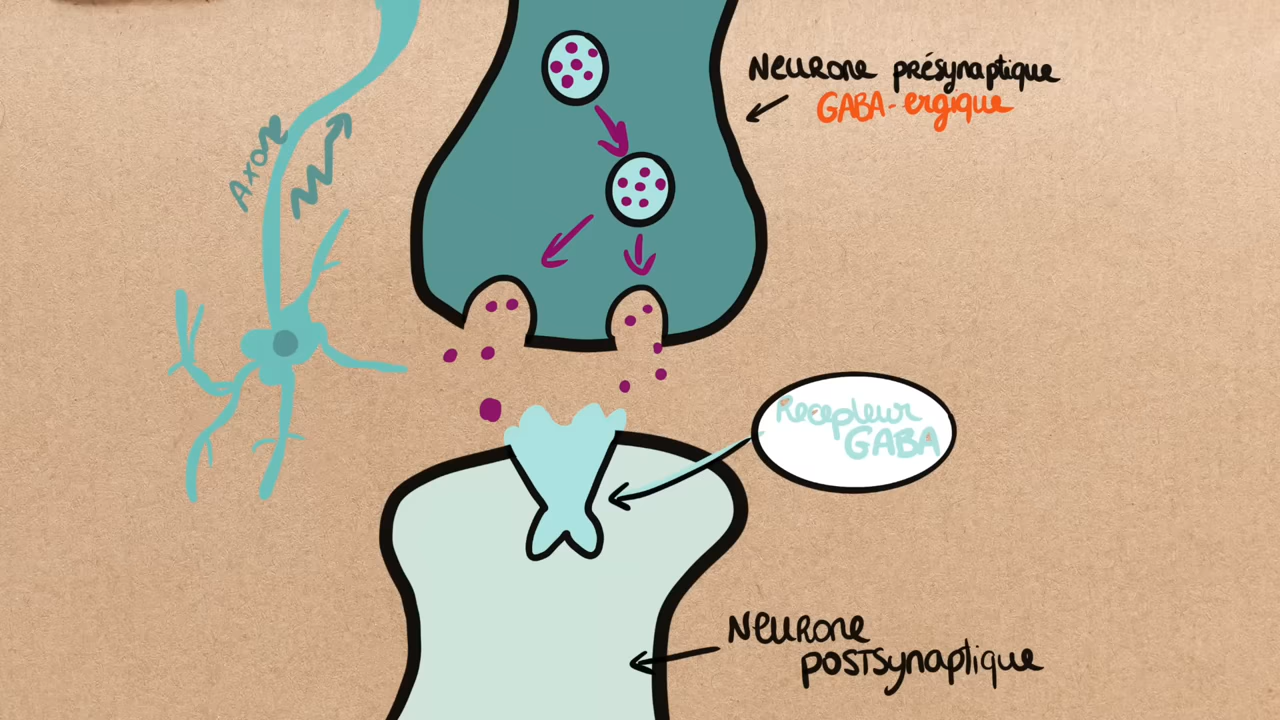 Neurone présynaptique
GABA-ergique
Axone
Recepteur
GABA
Neurone
postsynaptique